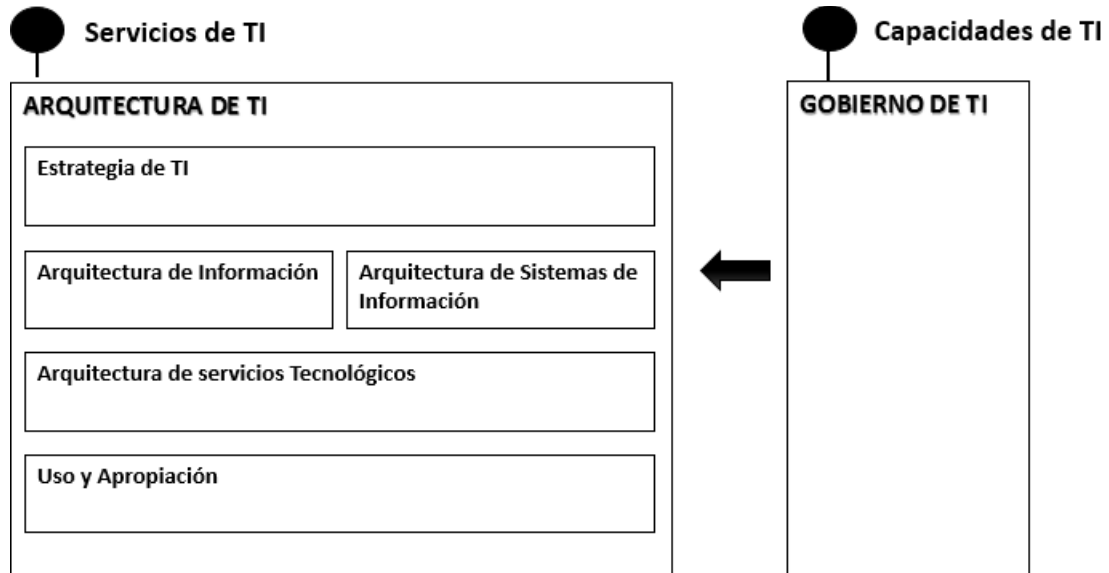 Servicios de TI
Capacidades de TI
ARQUITECTURA DE TI
GOBIERNO DE TI
Estrategia de TI
Arquitectura de Información
Arquitectura de Sistemas de
Información
Arquitectura de servicios Tecnológicos
Uso y Apropiación